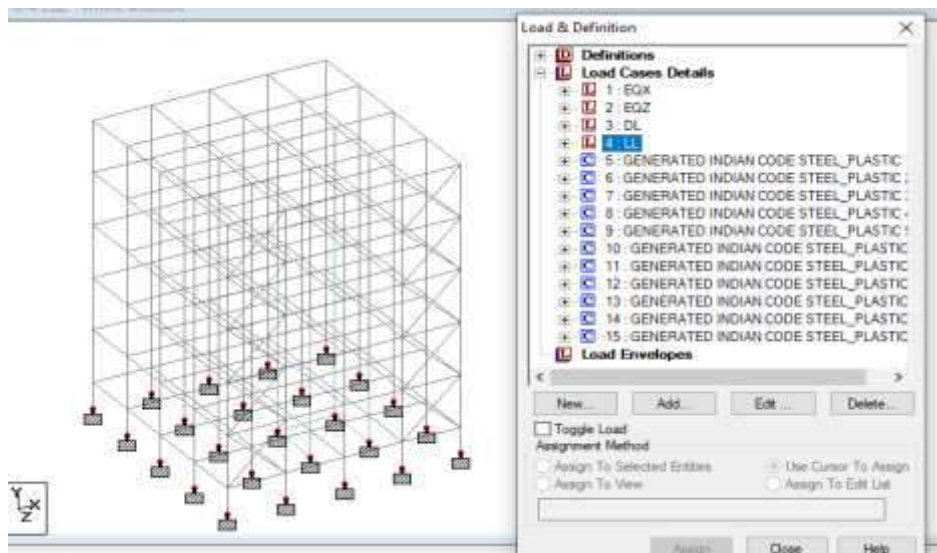 Load & Definition
Definitions
Load Cases Details
1 : EQX
2 : EQZ
3 : DL
4 : LL
5 : GENERATED INDIAN CODE STEEL_PLASTIC
6 : GENERATED INDIAN CODE STEEL_PLASTIC 2
7 : GENERATED INDIAN CODE STEEL_PLASTIC
8 : GENERATED INDIAN CODE STEEL_PLASTIC 4
9 : GENERATED INDIAN CODE STEEL_PLASTIC
10 : GENERATED INDIAN CODE STEEL_PLASTIC
11 : GENERATED INDIAN CODE STEEL_PLASTIC
12 : GENERATED INDIAN CODE STEEL_PLASTIC
13 : GENERATED INDIAN CODE STEEL_PLASTIC
14 : GENERATED INDIAN CODE STEEL_PLASTIC
15 : GENERATED INDIAN CODE STEEL_PLASTIC
Load Envelopes
New... Add... Edit ... Delete...
Toggle Load
Assignment Method
Assign To Selected Entities Use Cursor To Assign
Assign To View Assign To Edit List
Assign Close Help
Y
X
Z